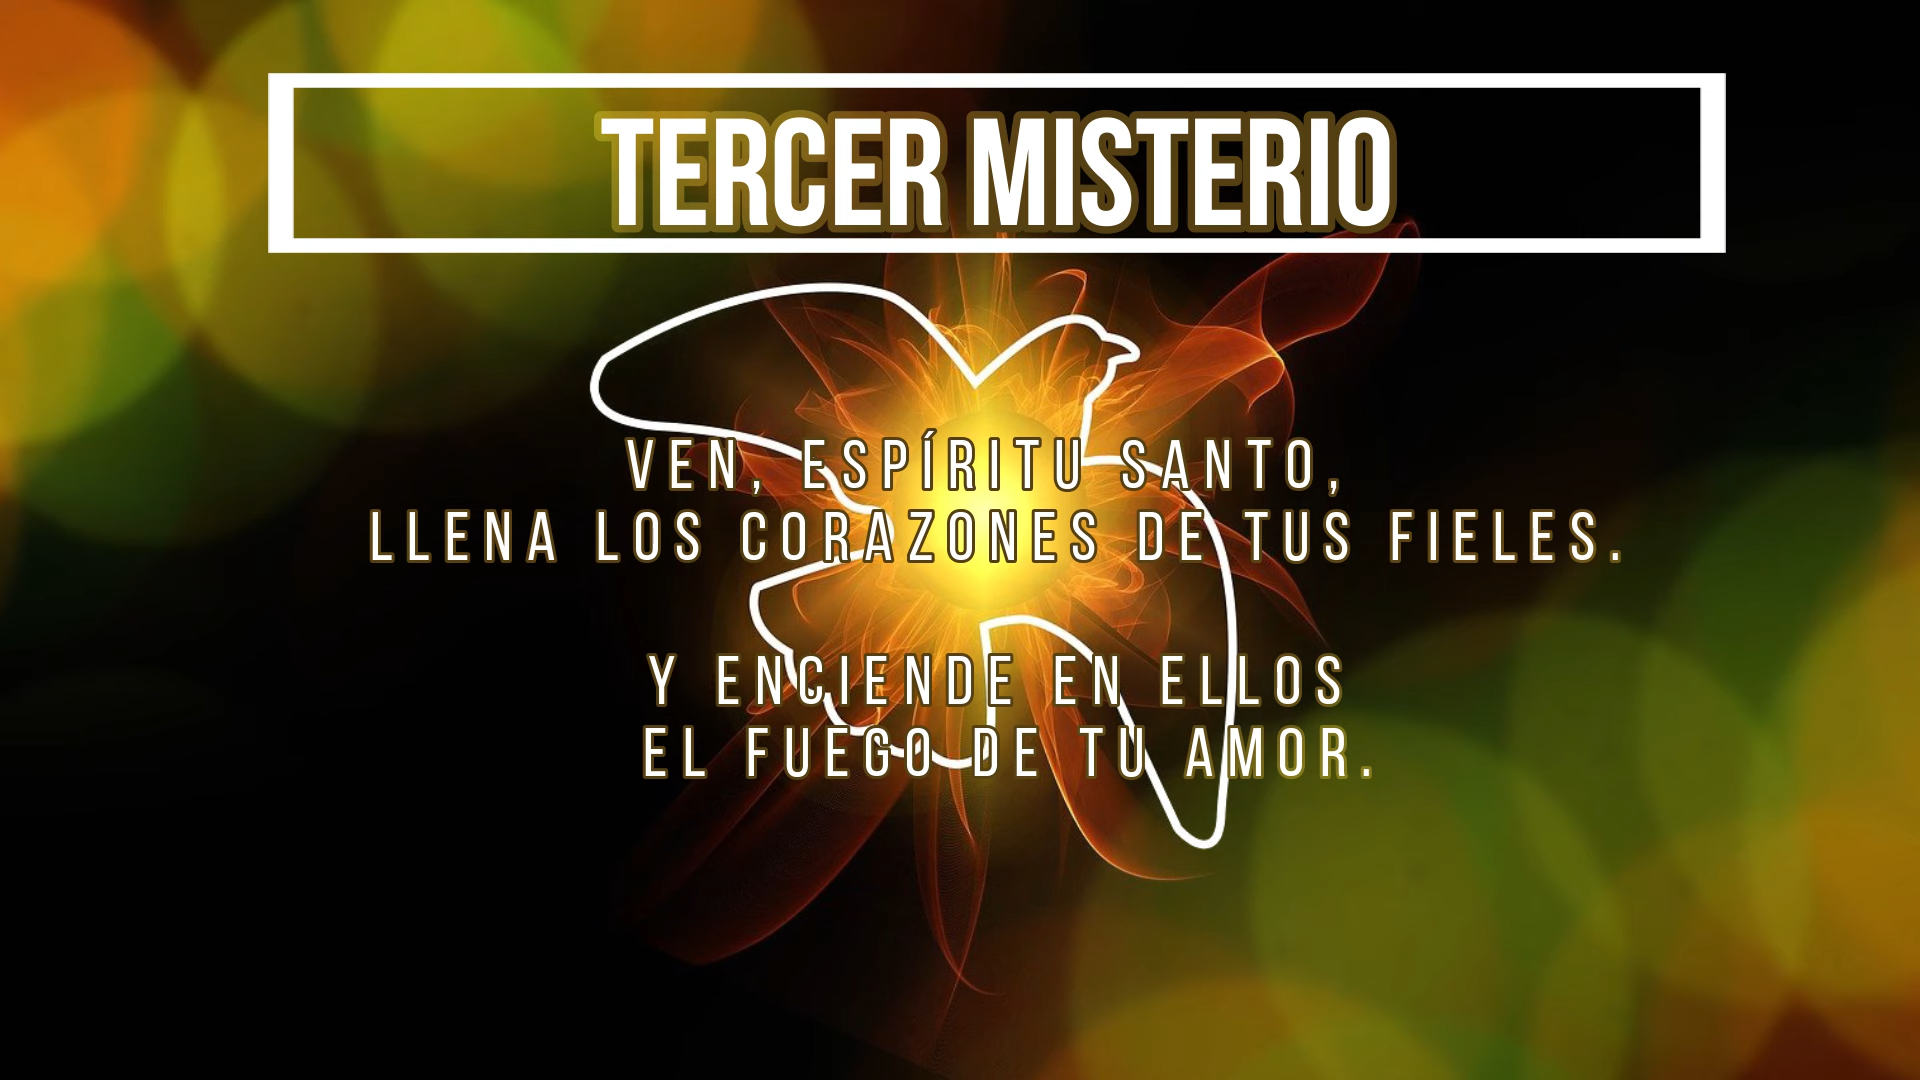 TERCER MISTERIO
VEN, ESPÍRITU SANTO,
LLENA LOS CORAZONES DE TUS FIELES.
Y ENCIENDE EN ELLOS
EL FUEGO DE TU AMOR.